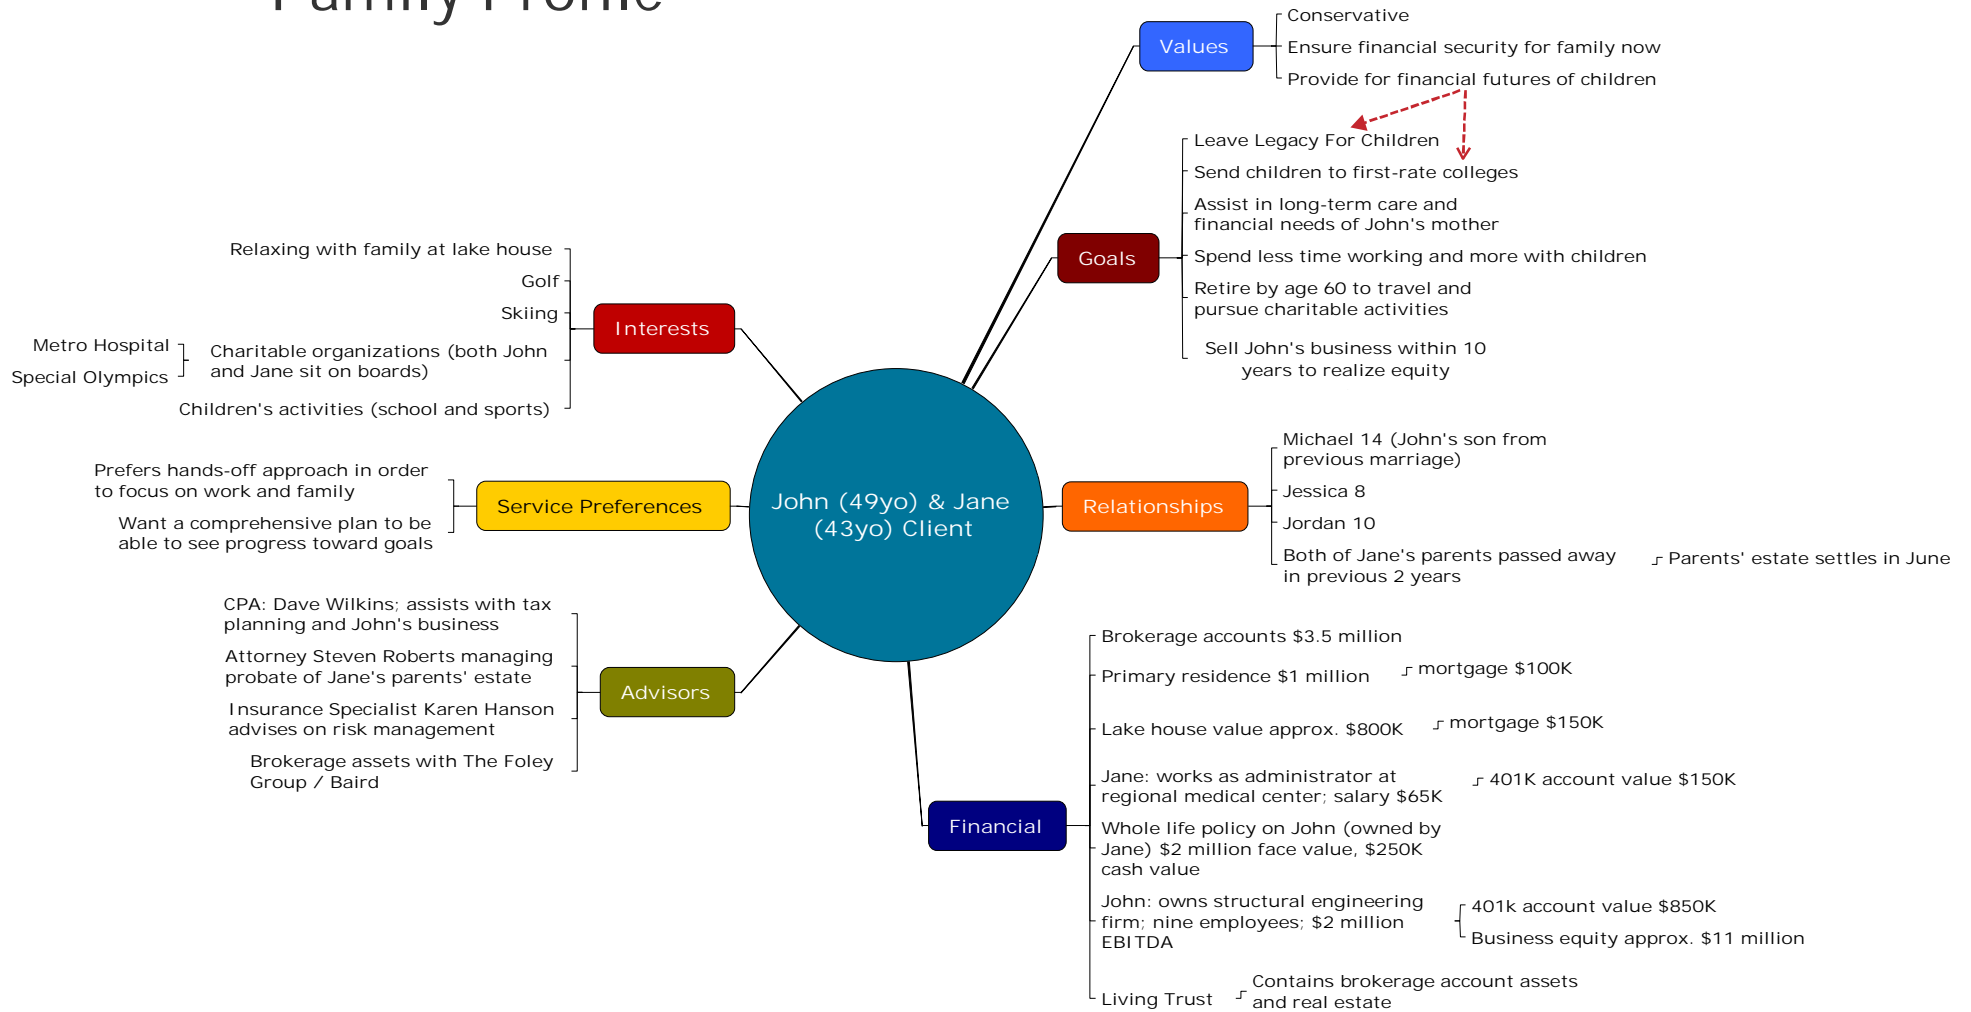 Family Profile
Values
Conservative
Ensure financial security for family now
Provide for financial futures of children
Goals
Leave Legacy For Children
Send children to first-rate colleges
Assist in long-term care and
financial needs of John's mother
Spend less time working and more with children
Retire by age 60 to travel and
pursue charitable activities
Sell John's business within 10
years to realize equity
Interests
Relaxing with family at lake house
Golf
Skiing
Charitable organizations (both John
and Jane sit on boards)
Metro Hospital
Special Olympics
Children's activities (school and sports)
Service Preferences
Prefers hands-off approach in order
to focus on work and family
Want a comprehensive plan to be
able to see progress toward goals
John (49yo) & Jane
(43yo) Client
Relationships
Michael 14 (John's son from
previous marriage)
Jessica 8
Jordan 10
Both of Jane's parents passed away
in previous 2 years
Parents' estate settles in June
Advisors
CPA: Dave Wilkins; assists with tax
planning and John's business
Attorney Steven Roberts managing
probate of Jane's parents' estate
Insurance Specialist Karen Hanson
advises on risk management
Brokerage assets with The Foley
Group / Baird
Financial
Brokerage accounts $3.5 million
Primary residence $1 million
mortgage $100K
Lake house value approx. $800K
mortgage $150K
Jane: works as administrator at
regional medical center; salary $65K
401K account value $150K
Whole life policy on John (owned by
Jane) $2 million face value, $250K
cash value
John: owns structural engineering
firm; nine employees; $2 million
EBITDA
401k account value $850K
Business equity approx. $11 million
Living Trust
Contains brokerage account assets
and real estate